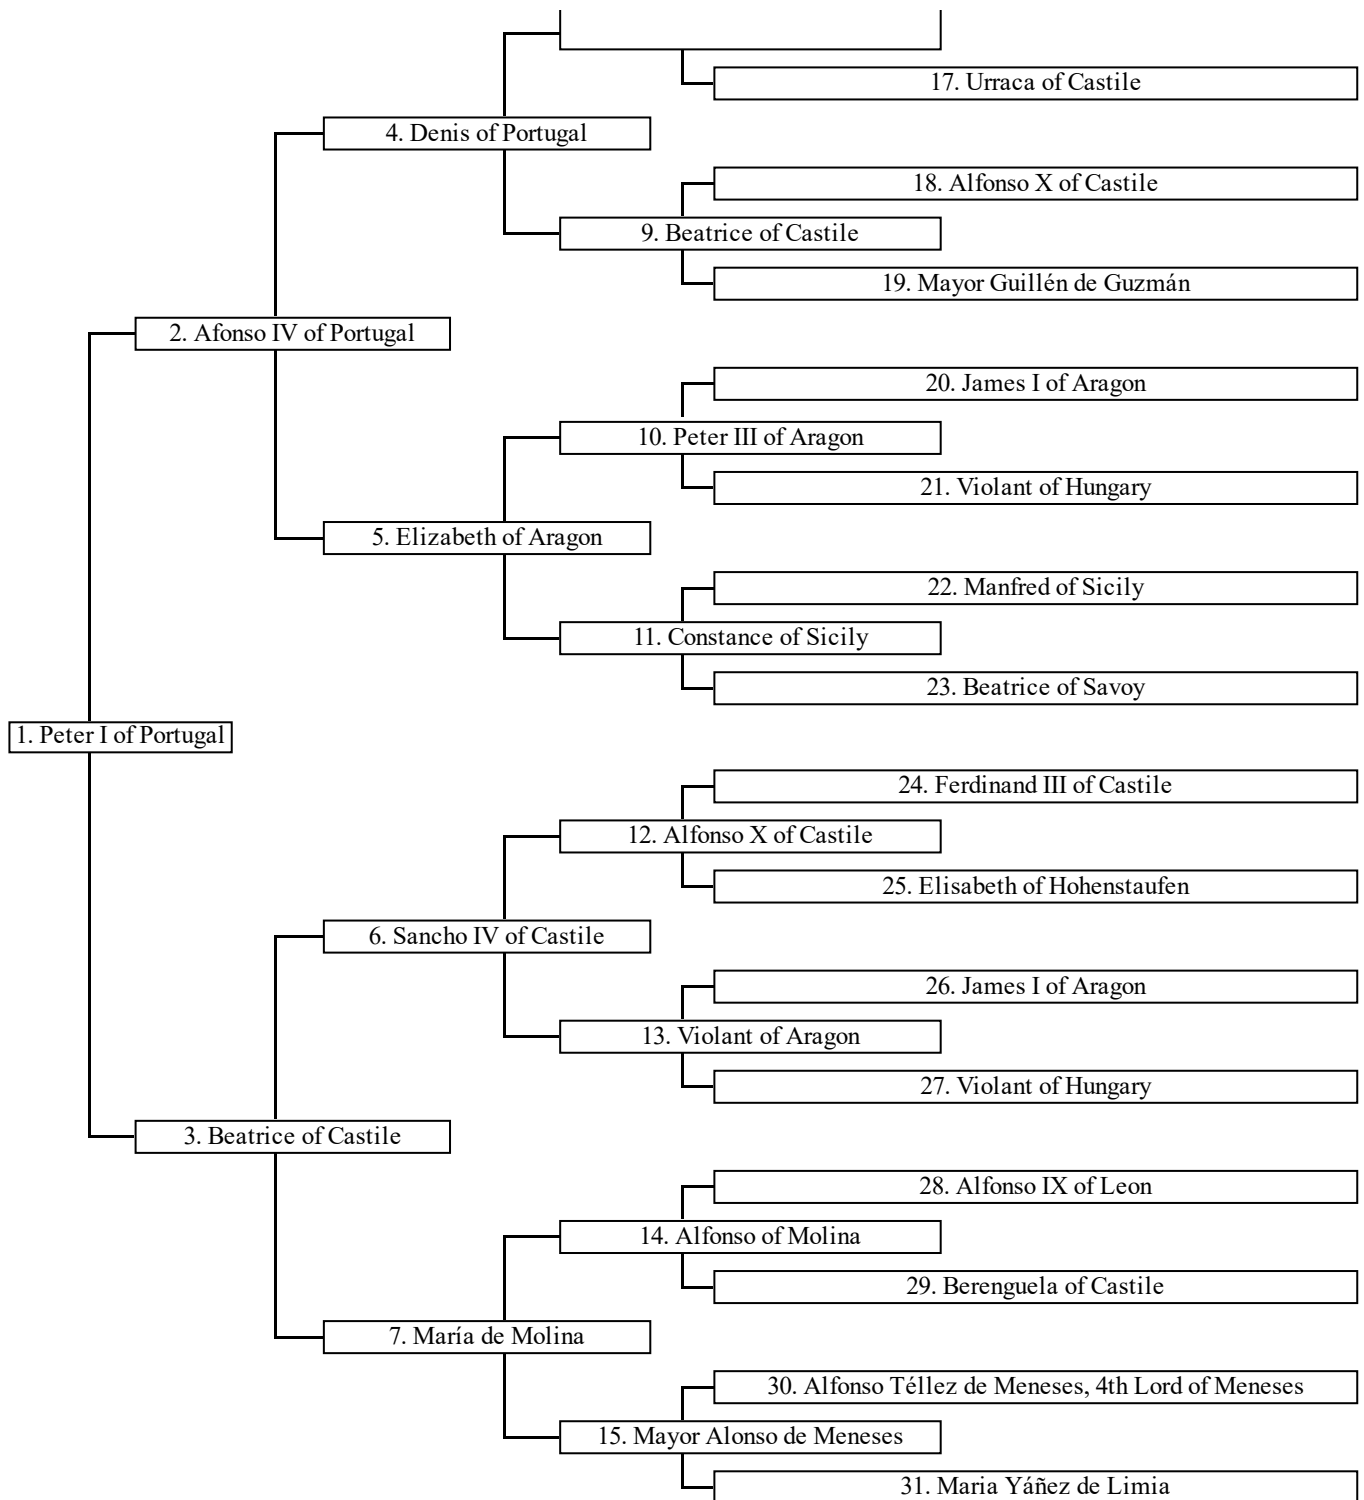 17. Urraca of Castile
4. Denis of Portugal
18. Alfonso X of Castile
9. Beatrice of Castile
19. Mayor Guillén de Guzmán
2. Afonso IV of Portugal
20. James I of Aragon
10. Peter III of Aragon
21. Violant of Hungary
5. Elizabeth of Aragon
22. Manfred of Sicily
11. Constance of Sicily
23. Beatrice of Savoy
1. Peter I of Portugal
24. Ferdinand III of Castile
12. Alfonso X of Castile
25. Elisabeth of Hohenstaufen
6. Sancho IV of Castile
26. James I of Aragon
13. Violant of Aragon
27. Violant of Hungary
3. Beatrice of Castile
28. Alfonso IX of Leon
14. Alfonso of Molina
29. Berenguela of Castile
7. María de Molina
30. Alfonso Téllez de Meneses, 4th Lord of Meneses
15. Mayor Alonso de Meneses
31. Maria Yáñez de Limia